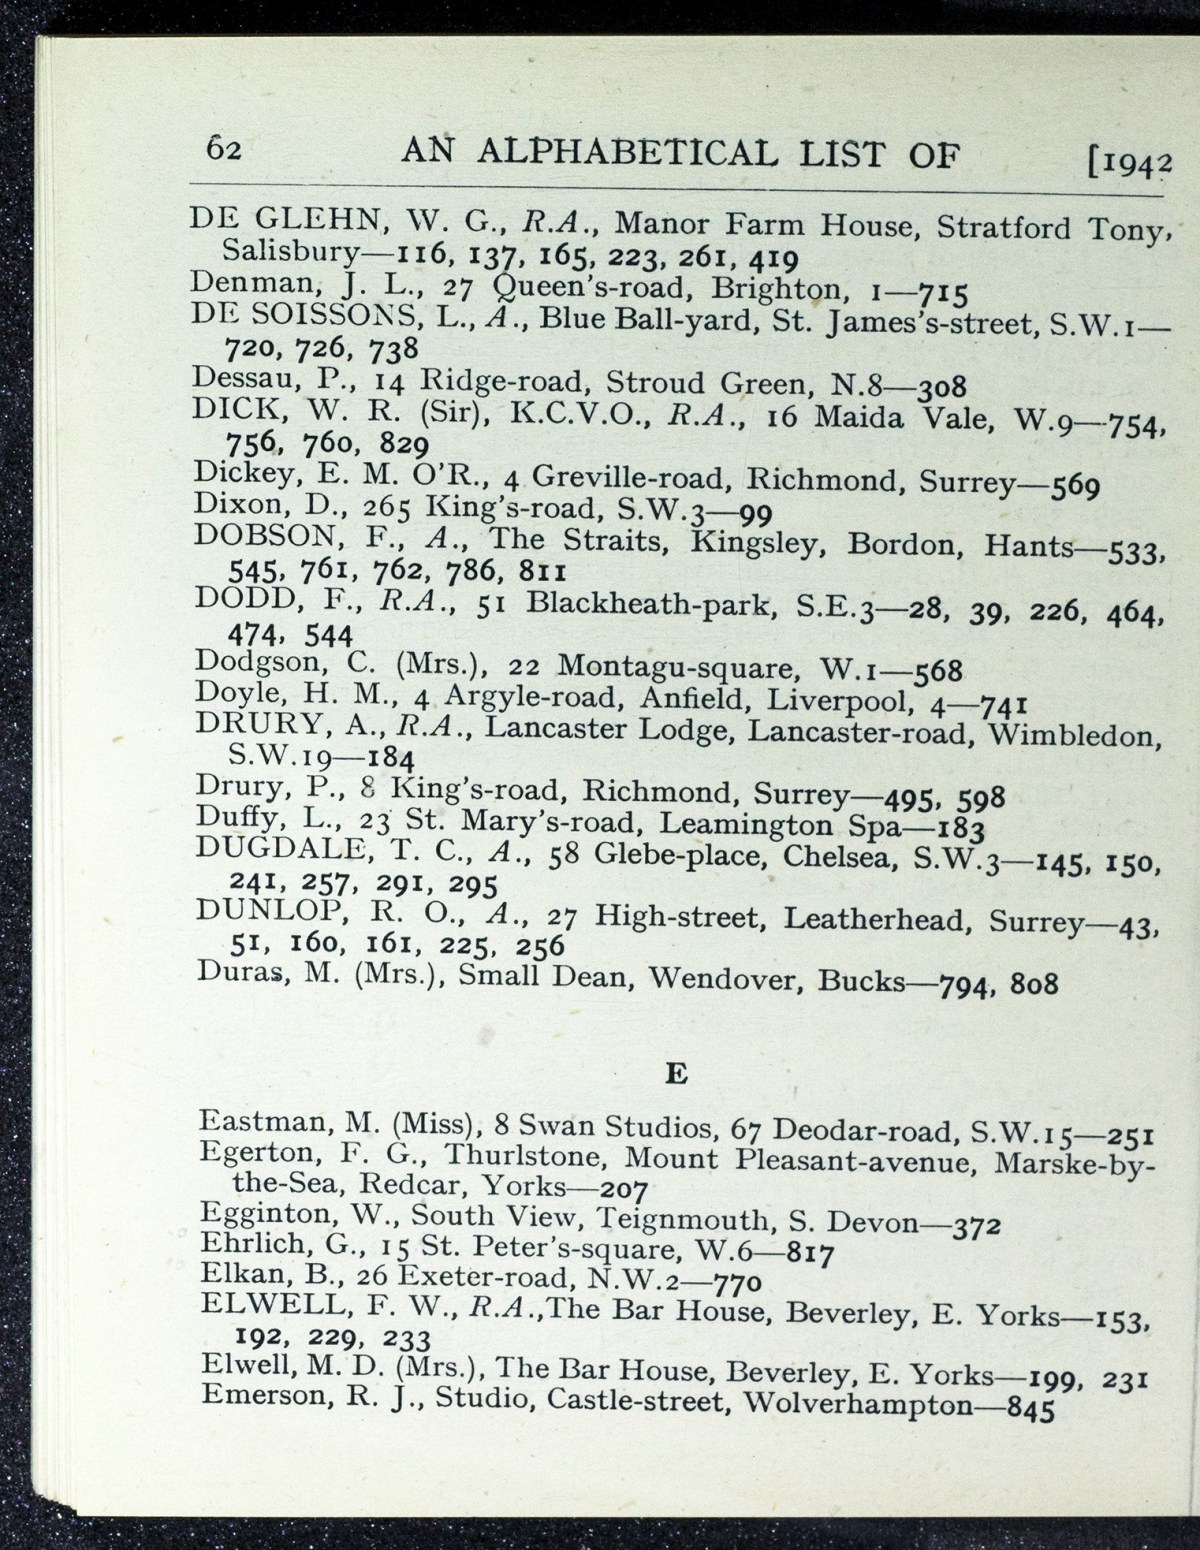 62 AN ALPHABETICAL LIST OF [1942
DE GLEHN, W. G., R.A., Manor Farm House, Stratford Tony,
Salisbury—116, 137, 165, 223, 261, 419
Denman, J. L., 27 Queen's-road, Brighton, 1—715
DE SOISSONS, L., A., Blue Ball-yard, St. James's-street, S.W.1—
720, 726, 738
Dessau, P., 14 Ridge-road, Stroud Green, N.8—308
DICK, W. R. (Sir), K.C.V.O., R.A., 16 Maida Vale, W.9—754,
756, 760, 829
Dickey, E. M. O'R., 4 Greville-road, Richmond, Surrey—569
Dixon, D., 265 King's-road, S.W.3—99
DOBSON, F., A., The Straits, Kingsley, Bordon, Hants—533,
545, 761, 762, 786, 811
DODD, F., R.A., 51 Blackheath-park, S.E.3—28, 39, 226, 464,
474, 544
Dodgson, C. (Mrs.), 22 Montagu-square, W.1—568
Doyle, H. M., 4 Argyle-road, Anfield, Liverpool, 4—741
DRURY, A., R.A., Lancaster Lodge, Lancaster-road, Wimbledon,
S.W.19—184
Drury, P., 8 King's-road, Richmond, Surrey—495, 598
Duffy, L., 23 St. Mary's-road, Leamington Spa—183
DUGDALE, T. C., A., 58 Glebe-place, Chelsea, S.W.3—145, 150,
241, 257, 291, 295
DUNLOP, R. O., A., 27 High-street, Leatherhead, Surrey—43,
51, 160, 161, 225, 256
Duras, M. (Mrs.), Small Dean, Wendover, Bucks—794, 808
E
Eastman, M. (Miss), 8 Swan Studios, 67 Deodar-road, S.W.15—251
Egerton, F. G., Thurlstone, Mount Pleasant-avenue, Marske-by-
the-Sea, Redcar, Yorks—207
Egginton, W., South View, Teignmouth, S. Devon—372
Ehrlich, G., 15 St. Peter's-square, W.6—817
Elkan, B., 26 Exeter-road, N.W.2—770
ELWELL, F. W., R.A.,The Bar House, Beverley, E. Yorks—153,
192, 229, 233
Elwell, M. D. (Mrs.), The Bar House, Beverley, E. Yorks—199, 231
Emerson, R. J., Studio, Castle-street, Wolverhampton—845